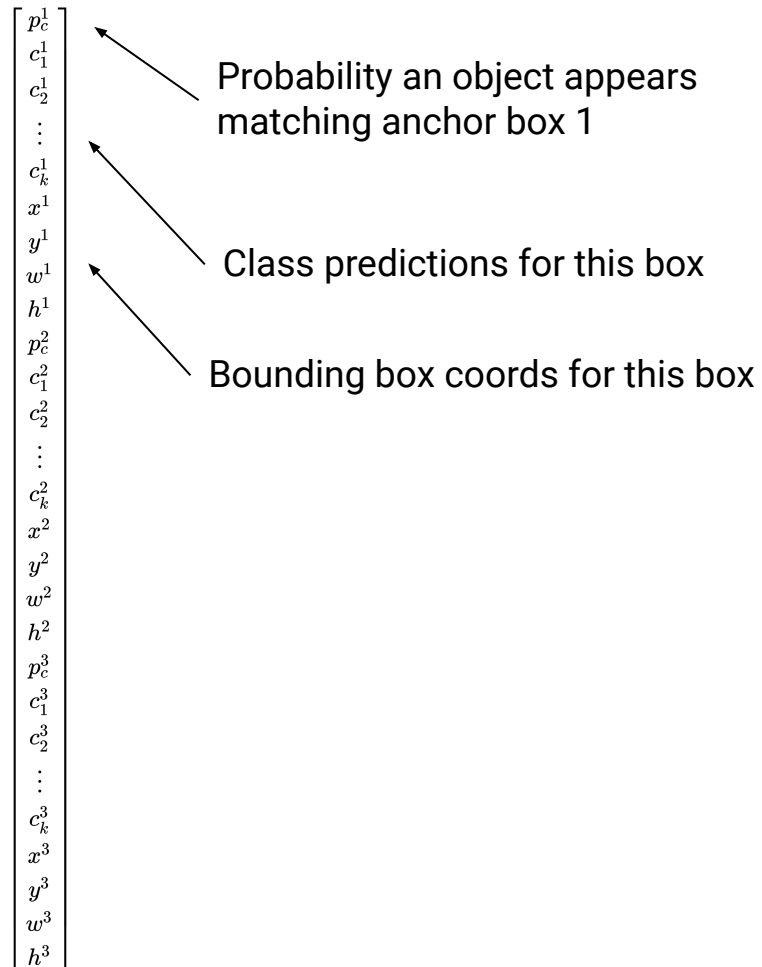 p_c^1
c_1^1
c_2^1
⋮
c_k^1
x^1
y^1
w^1
h^1
p_c^2
c_1^2
c_2^2
⋮
c_k^2
x^2
y^2
w^2
h^2
p_c^3
c_1^3
c_2^3
⋮
c_k^3
x^3
y^3
w^3
h^3
Probability an object appears
matching anchor box 1
Class predictions for this box
Bounding box coords for this box